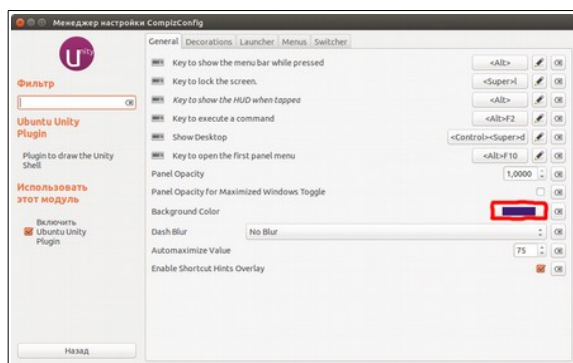 Менеджер настройки CompizConfig
Unity
General Decorations Launcher Menus Switcher
Фильтр
Ubuntu Unity
Plugin
Plugin to draw the Unity
Shell
Использовать
этот модуль
Включить
Ubuntu Unity
Plugin
Назад
Key to show the menu bar while pressed <Alt>
Key to lock the screen. <Super>l
Key to show the HUD when tapped <Alt>
Key to execute a command <Alt>F2
Show Desktop <Control><Super>d
Key to open the first panel menu <Alt>F10
Panel Opacity 1,0000
Panel Opacity for Maximized Windows Toggle
Background Color
Dash Blur No Blur
Automaximize Value 75
Enable Shortcut Hints Overlay